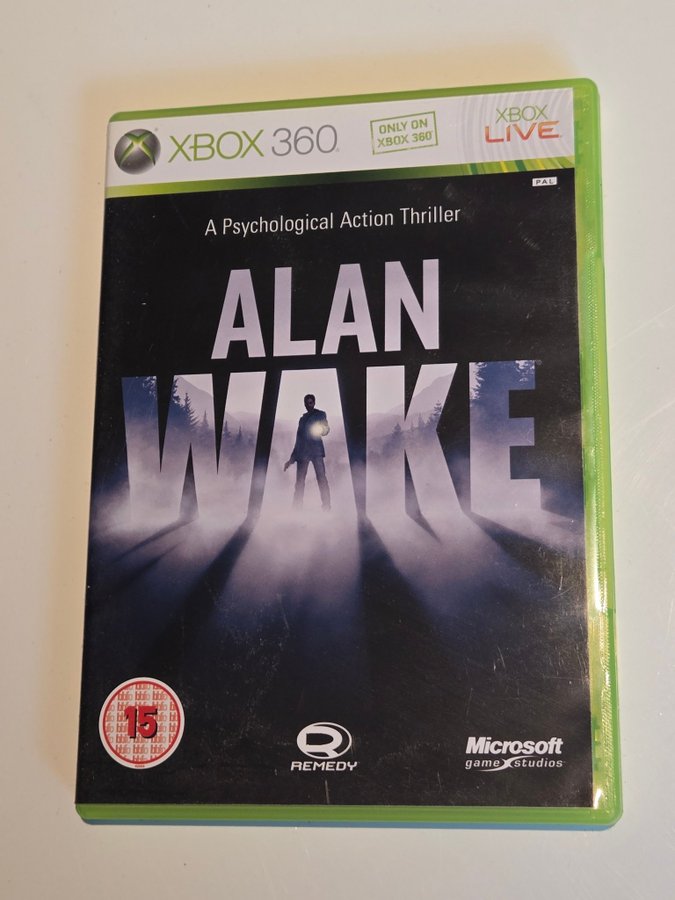 XBOX 360
ONLY ON
XBOX 360
XBOX
LIVE
PAL
A Psychological Action Thriller
ALAN
WAKE
15
REMEDY
Microsoft
game studios